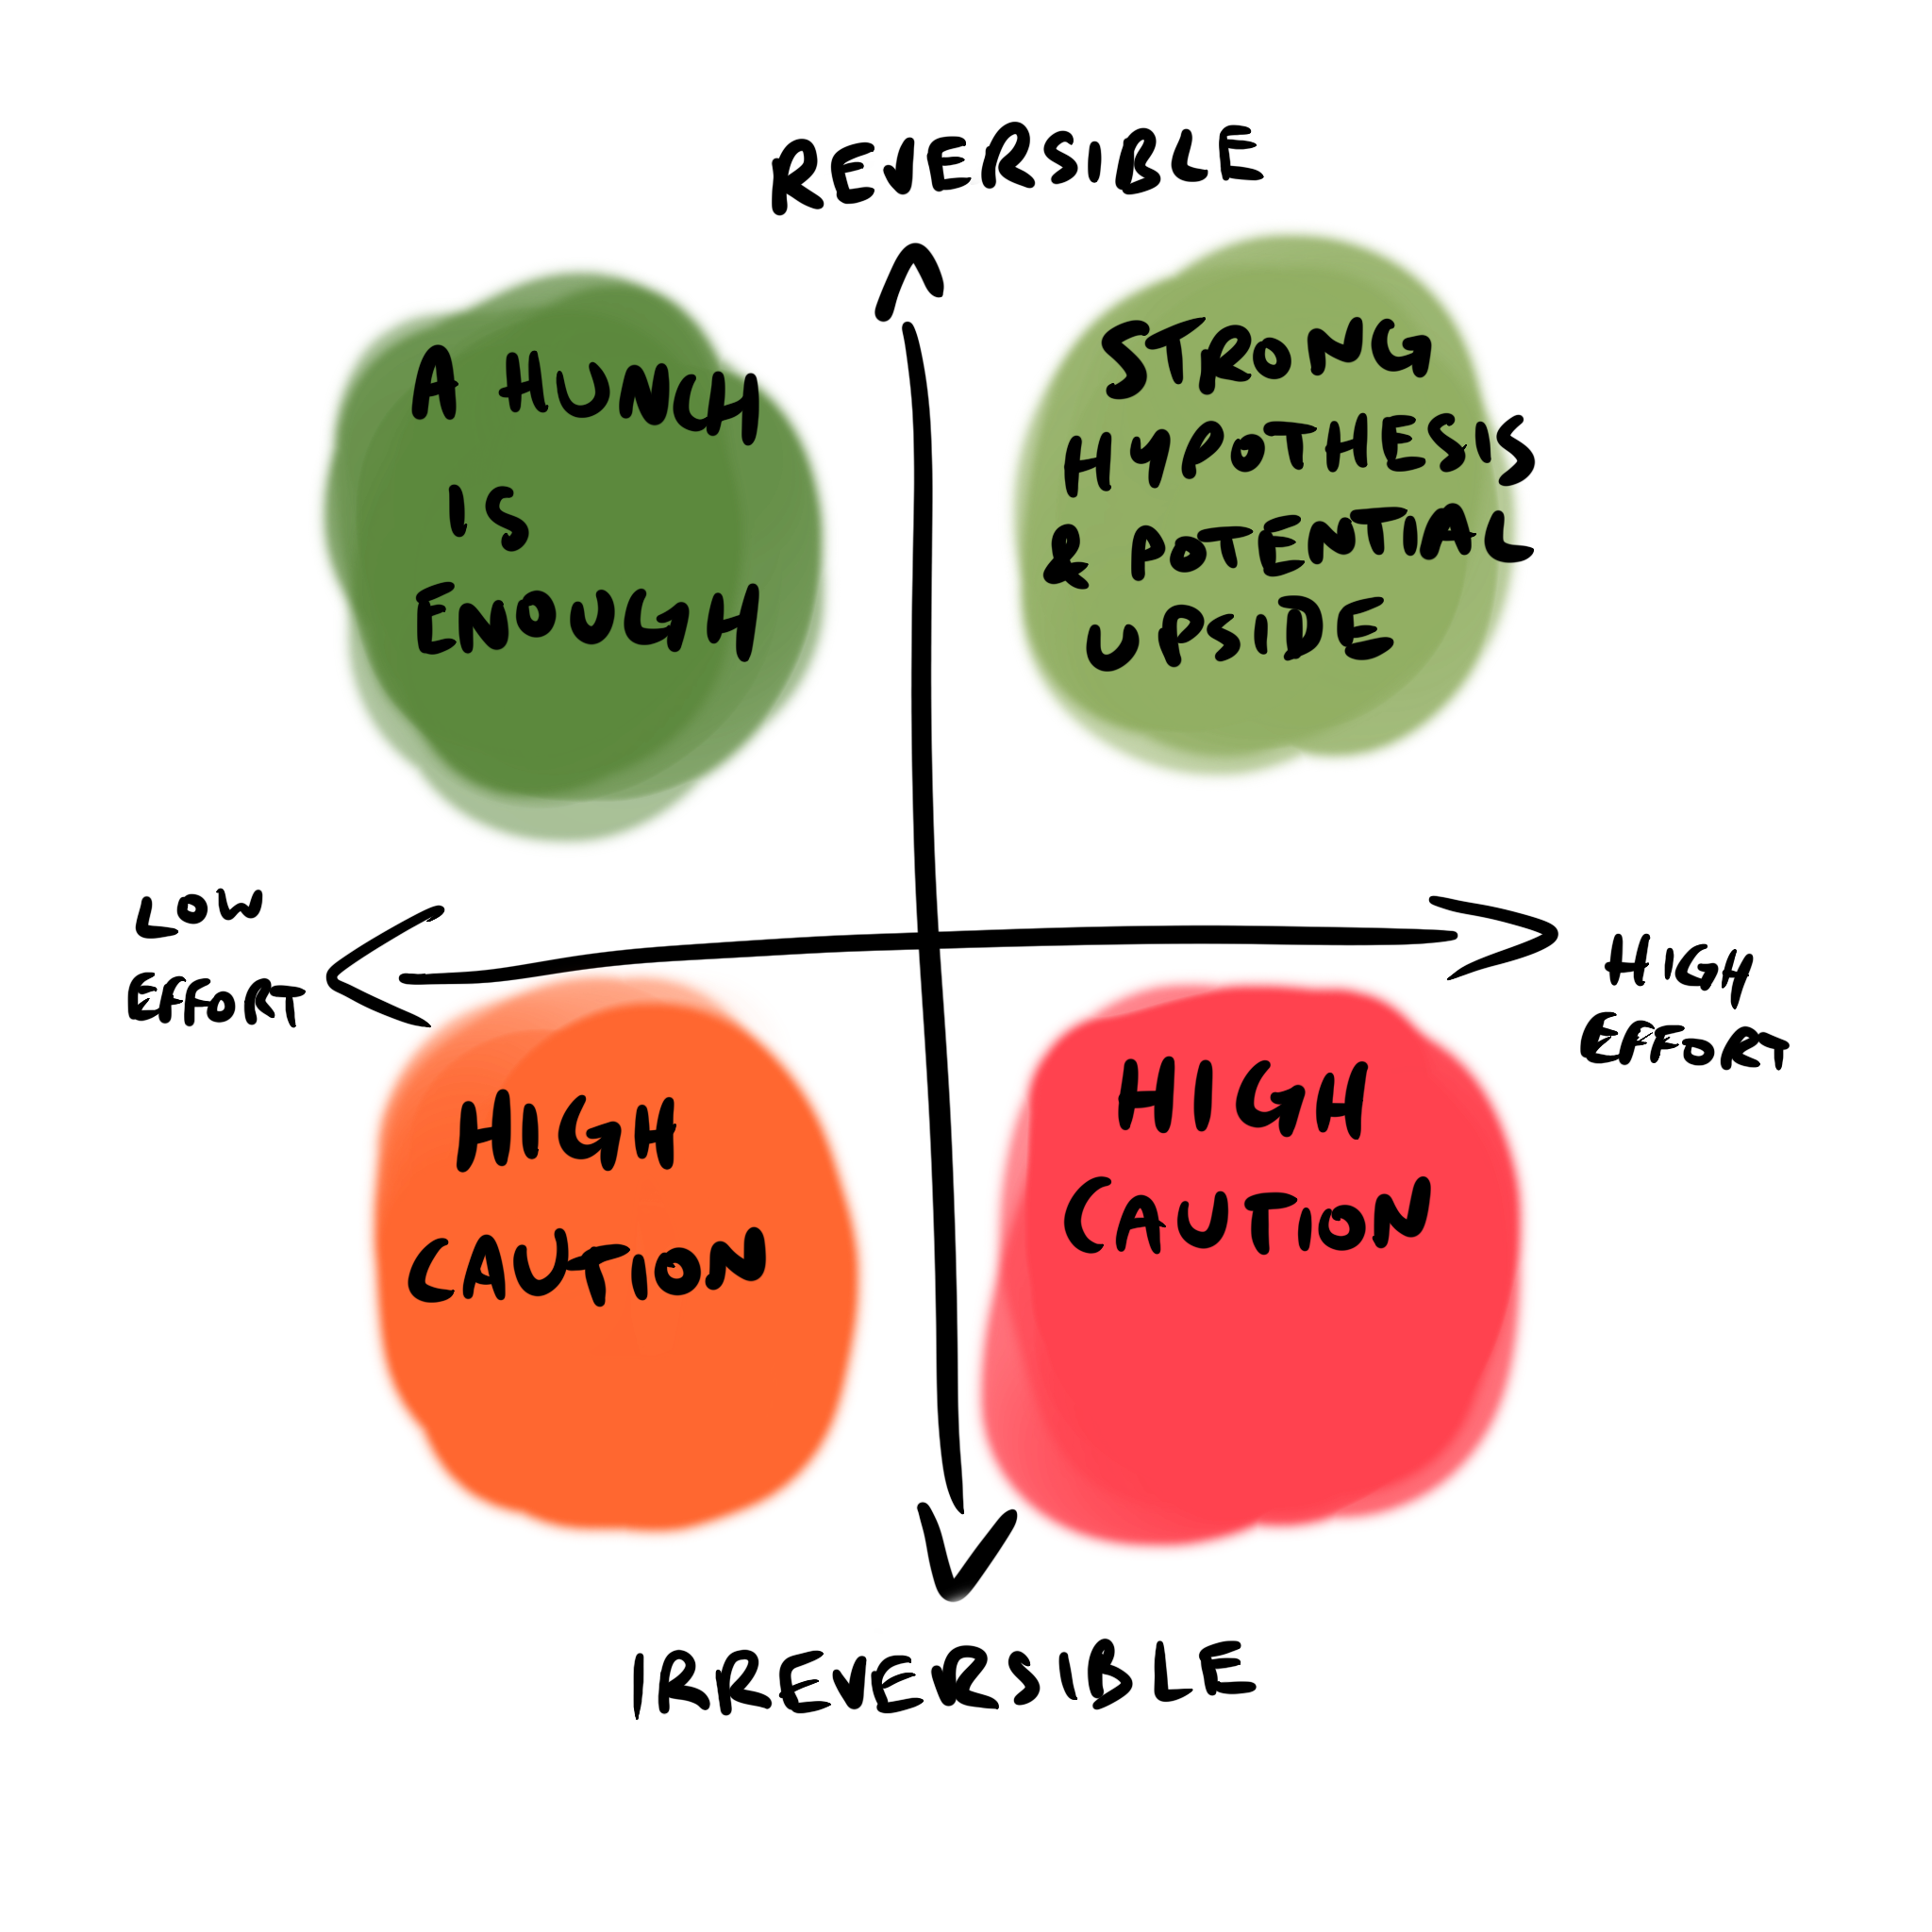 REVERSIBLE
A HUNCH
IS
ENOUGH
STRONG
HYPOTHESIS
& POTENTIAL
UPSIDE
LOW
EFFORT
HIGH
EFFORT
HIGH
CAUTION
HIGH
CAUTION
IRREVERSIBLE